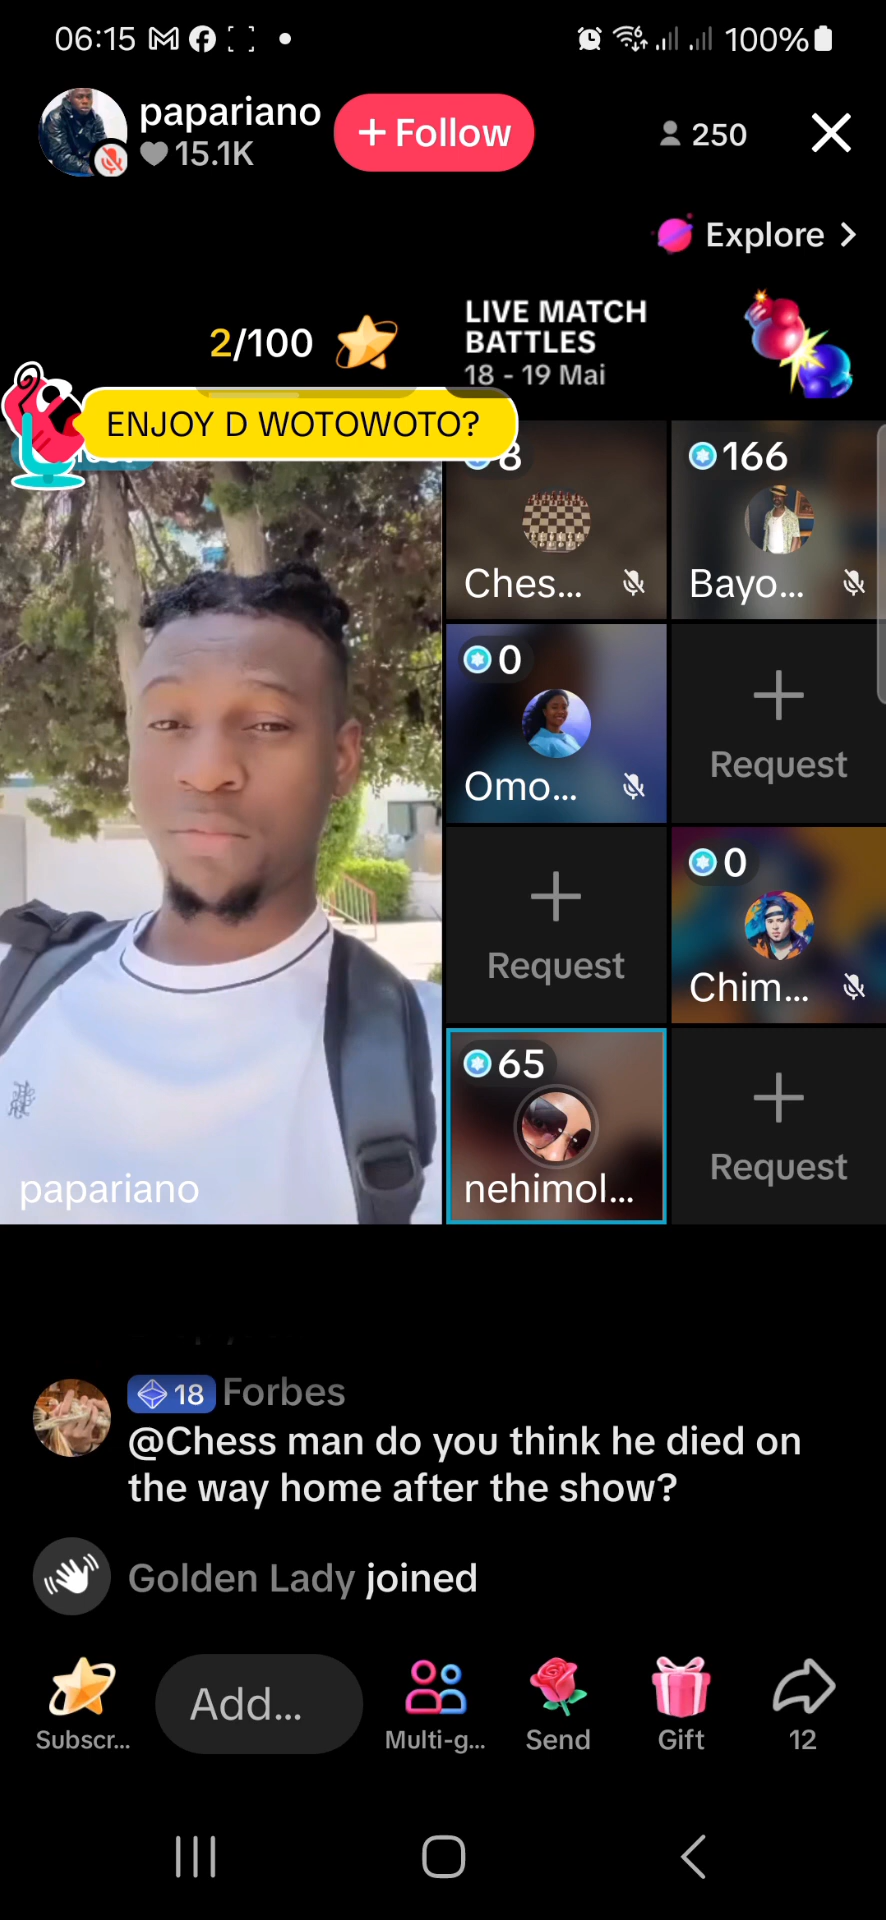 06:15
100%
papariano
+ Follow
15.1K
250
Explore >
2/100
LIVE MATCH
BATTLES
18 - 19 Mai
ENJOY D WOTOWOTO?
8
166
Ches...
Bayo...
0
Omo...
Request
0
Request
Chim...
65
nehimol...
Request
papariano
18 Forbes
@Chess man do you think he died on
the way home after the show?
Golden Lady joined
Add...
Subscr...
Multi-g...
Send
Gift
12